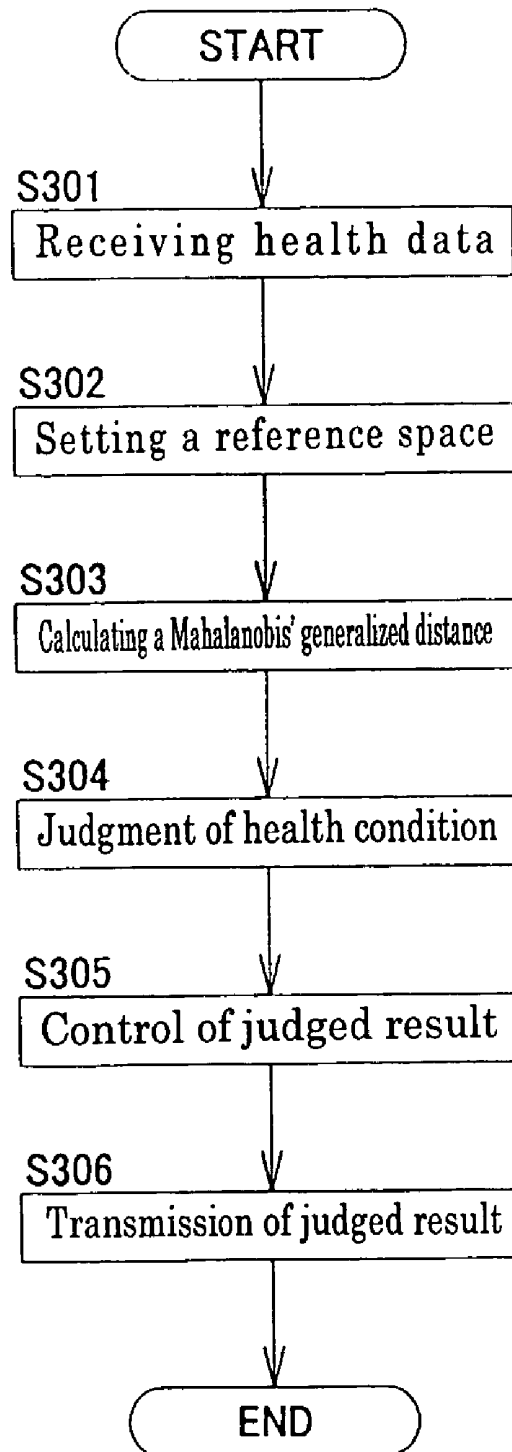 START
S301
Receiving health data
S302
Setting a reference space
S303
Calculating a Mahalanobis' generalized distance
S304
Judgment of health condition
S305
Control of judged result
S306
Transmission of judged result
END